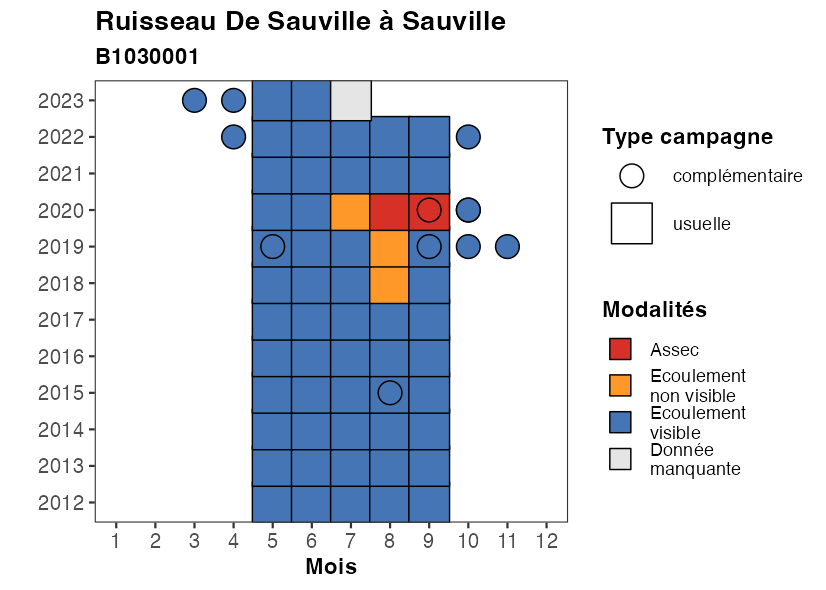 Ruisseau De Sauville à Sauville
B1030001
2023
2022
2021
2020
2019
2018
2017
2016
2015
2014
2013
2012
1 2 3 4 5 6 7 8 9 10 11 12
Mois
Type campagne
complémentaire
usuelle
Modalités
Assec
Ecoulement
non visible
Ecoulement
visible
Donnée
manquante